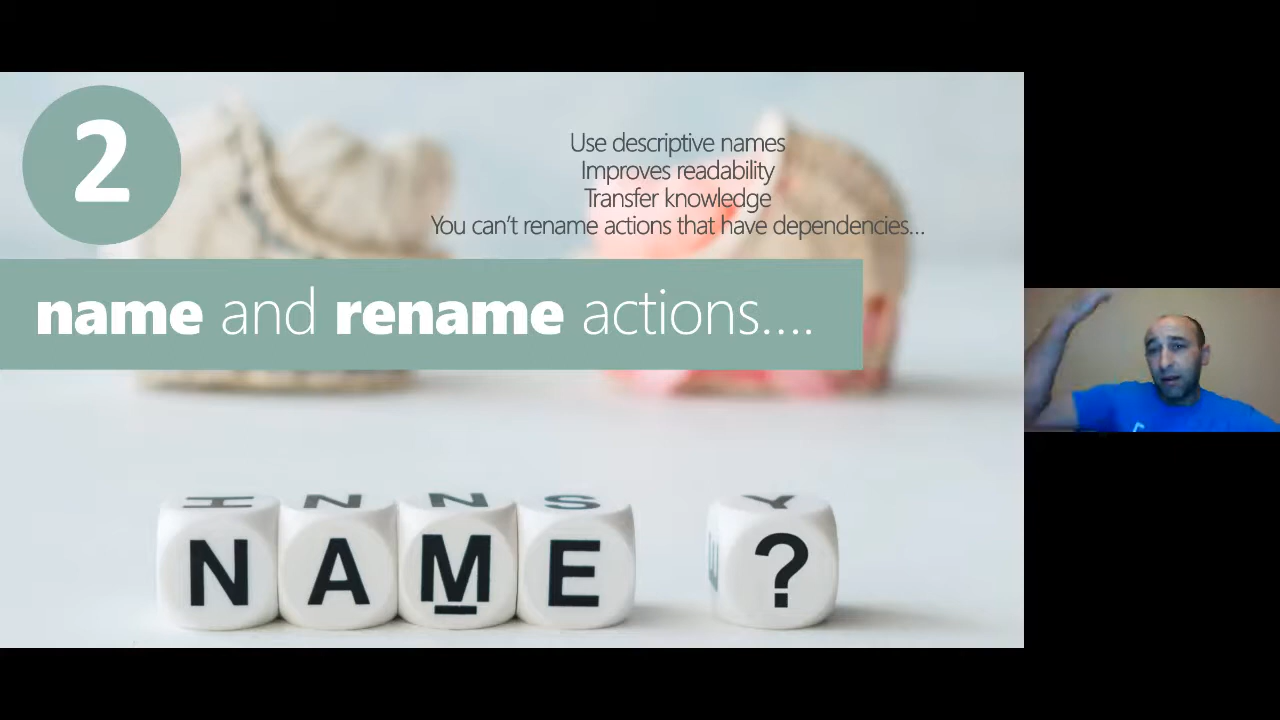 2
Use descriptive names
Improves readability
Transfer knowledge
You can't rename actions that have dependencies...
name and rename actions....
H N N S Y
N A M E ?